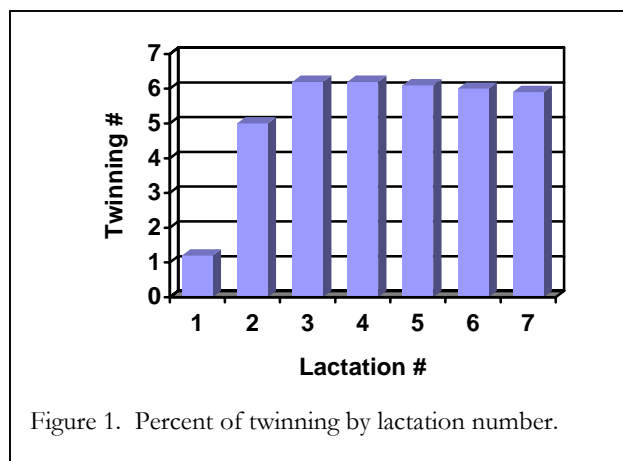 7
6
5
4
3
2
1
0
Twinning #
1 2 3 4 5 6 7
Lactation #
Figure 1. Percent of twinning by lactation number.